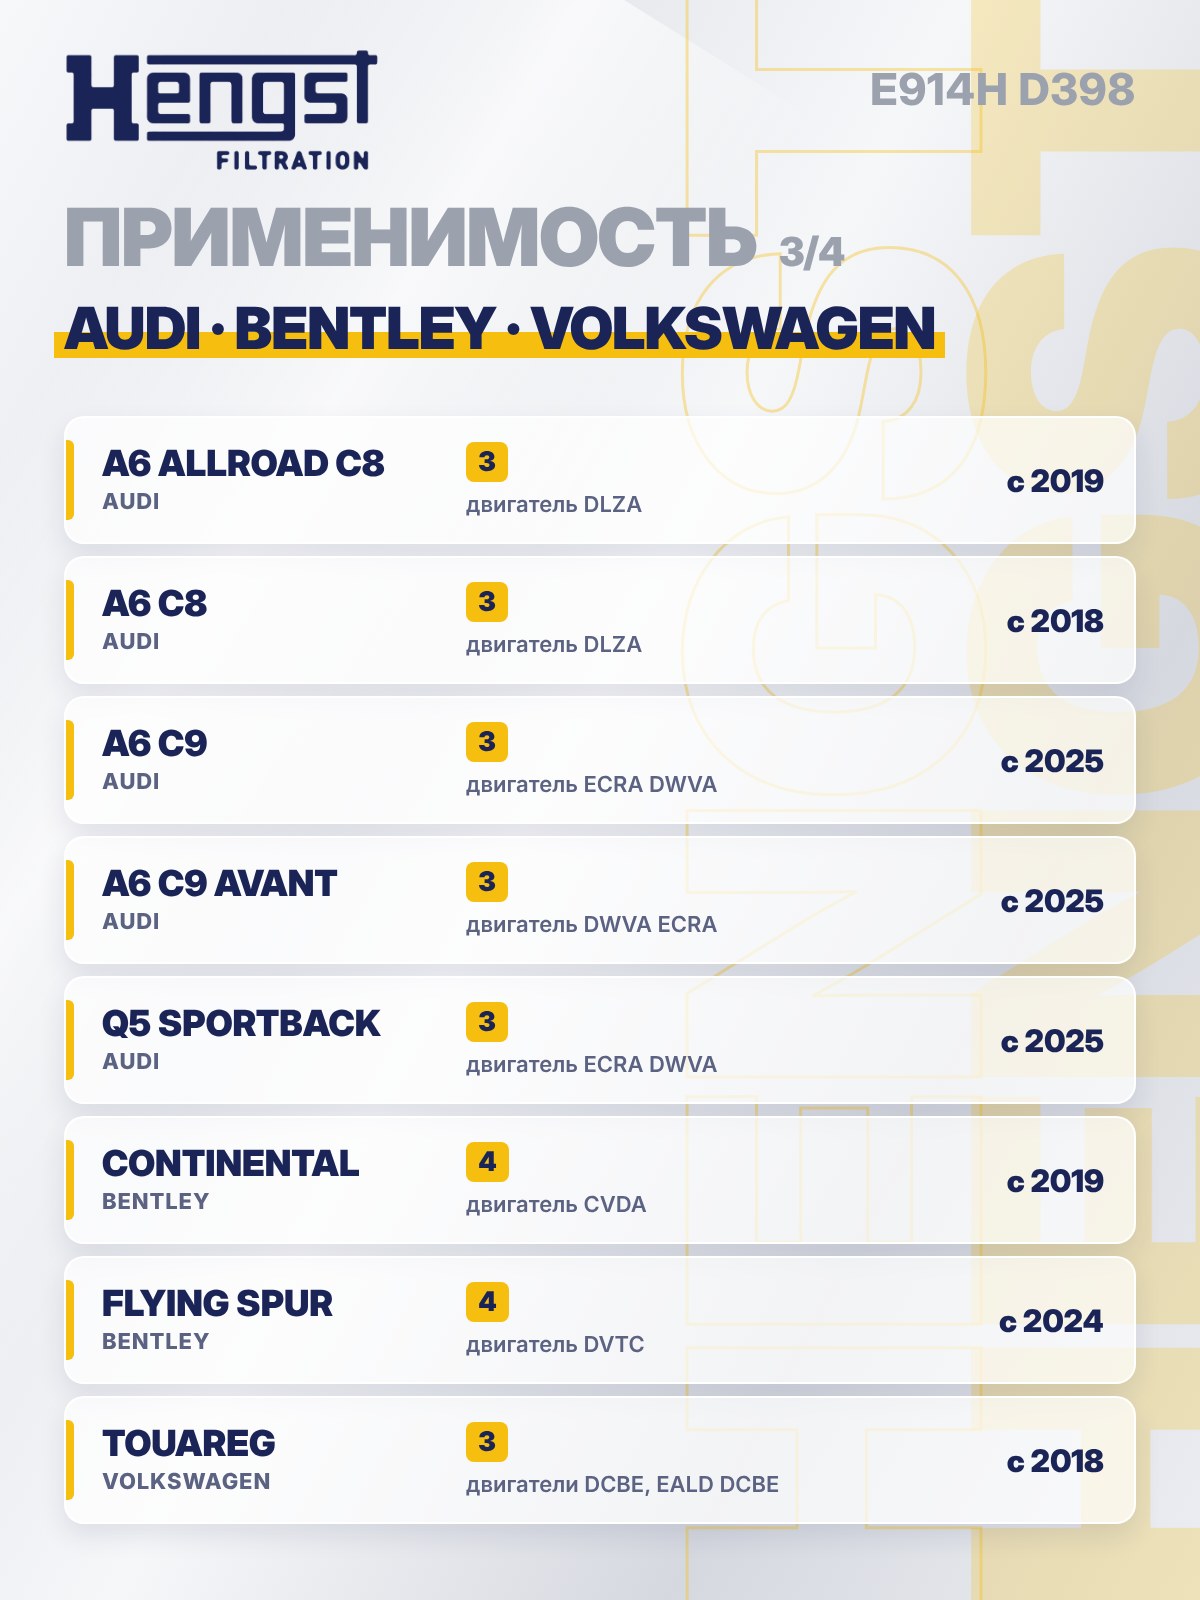 Hengst
FILTRATION
E914H D398
ПРИМЕНИМОСТЬ 3/4
AUDI · BENTLEY · VOLKSWAGEN
A6 ALLROAD C8
AUDI
3
двигатель DLZA
с 2019
A6 C8
AUDI
3
двигатель DLZA
с 2018
A6 C9
AUDI
3
двигатель ECRA DWVA
с 2025
A6 C9 AVANT
AUDI
3
двигатель DWVA ECRA
с 2025
Q5 SPORTBACK
AUDI
3
двигатель ECRA DWVA
с 2025
CONTINENTAL
BENTLEY
4
двигатель CVDA
с 2019
FLYING SPUR
BENTLEY
4
двигатель DVTC
с 2024
TOUAREG
VOLKSWAGEN
3
двигатели DCBE, EALD DCBE
с 2018
HENGST
HENGST